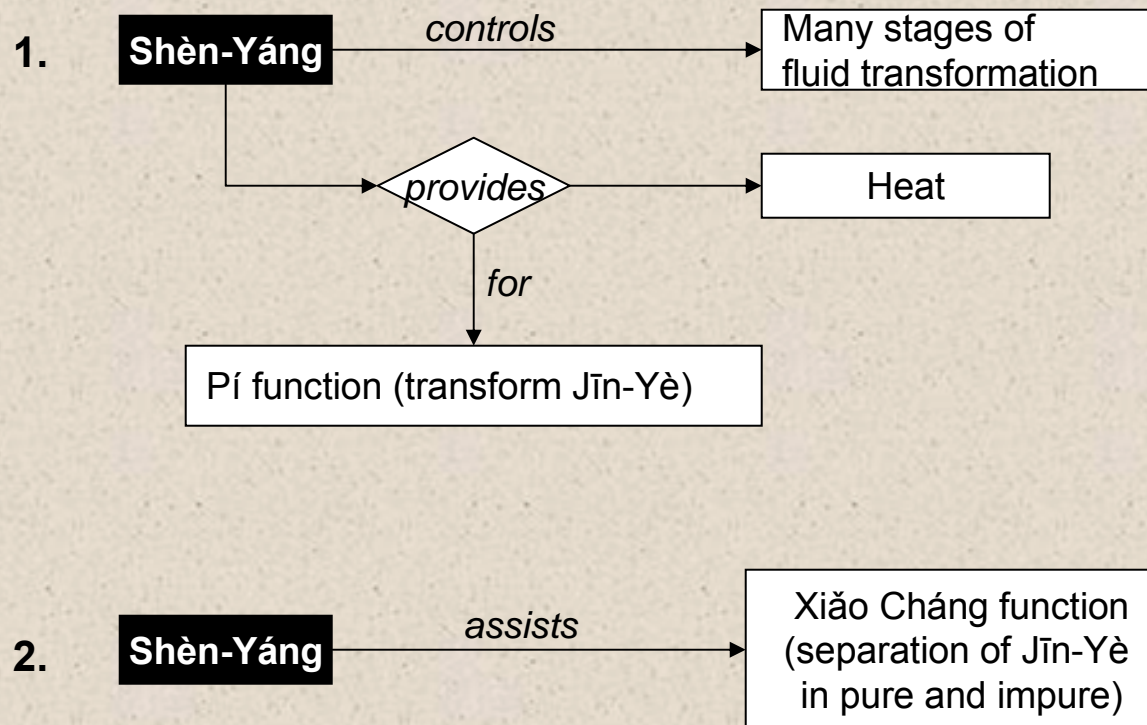 1.
Shèn-Yáng
controls
Many stages of
fluid transformation
provides
Heat
for
Pí function (transform Jīn-Yè)
2.
Shèn-Yáng
assists
Xiǎo Cháng function
(separation of Jīn-Yè
in pure and impure)